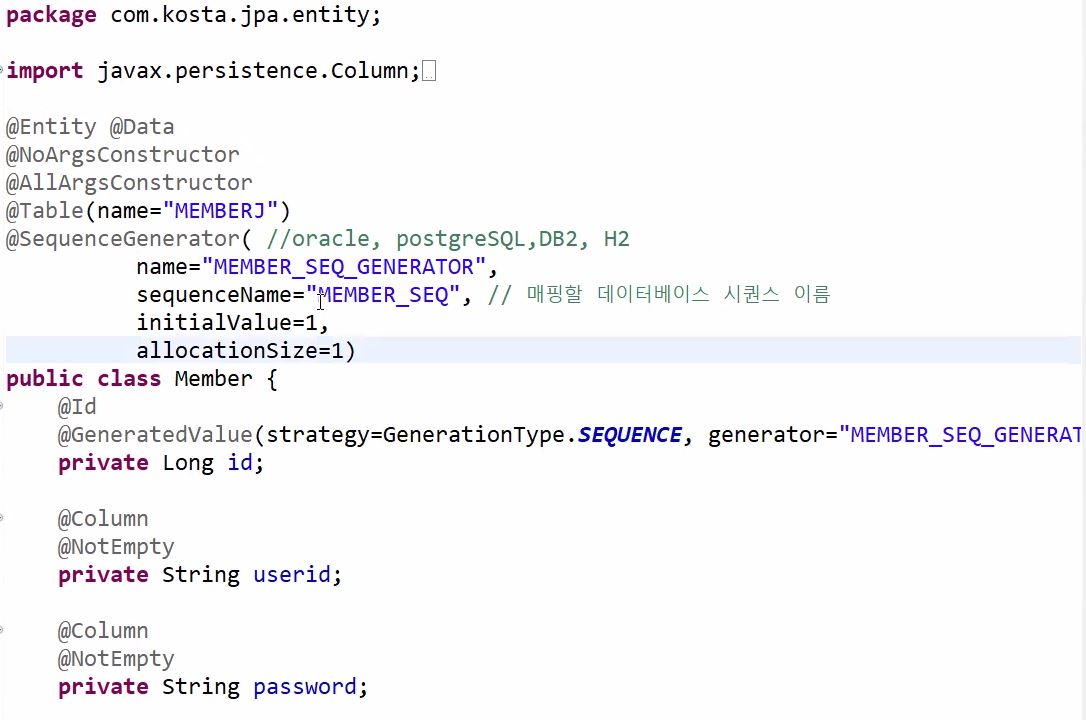 package com.kosta.jpa.entity;
import javax.persistence.Column;
@Entity @Data
@NoArgsConstructor
@AllArgsConstructor
@Table(name="MEMBERJ")
@SequenceGenerator( //oracle, postgreSQL,DB2, H2
name="MEMBER_SEQ_GENERATOR",
sequenceName="MEMBER_SEQ", // 매핑할 데이터베이스 시퀀스 이름
initialValue=1,
allocationSize=1)
public class Member {
@Id
@GeneratedValue(strategy=GenerationType.SEQUENCE, generator="MEMBER_SEQ_GENERAT
private Long id;
@Column
@NotEmpty
private String userid;
@Column
@NotEmpty
private String password;